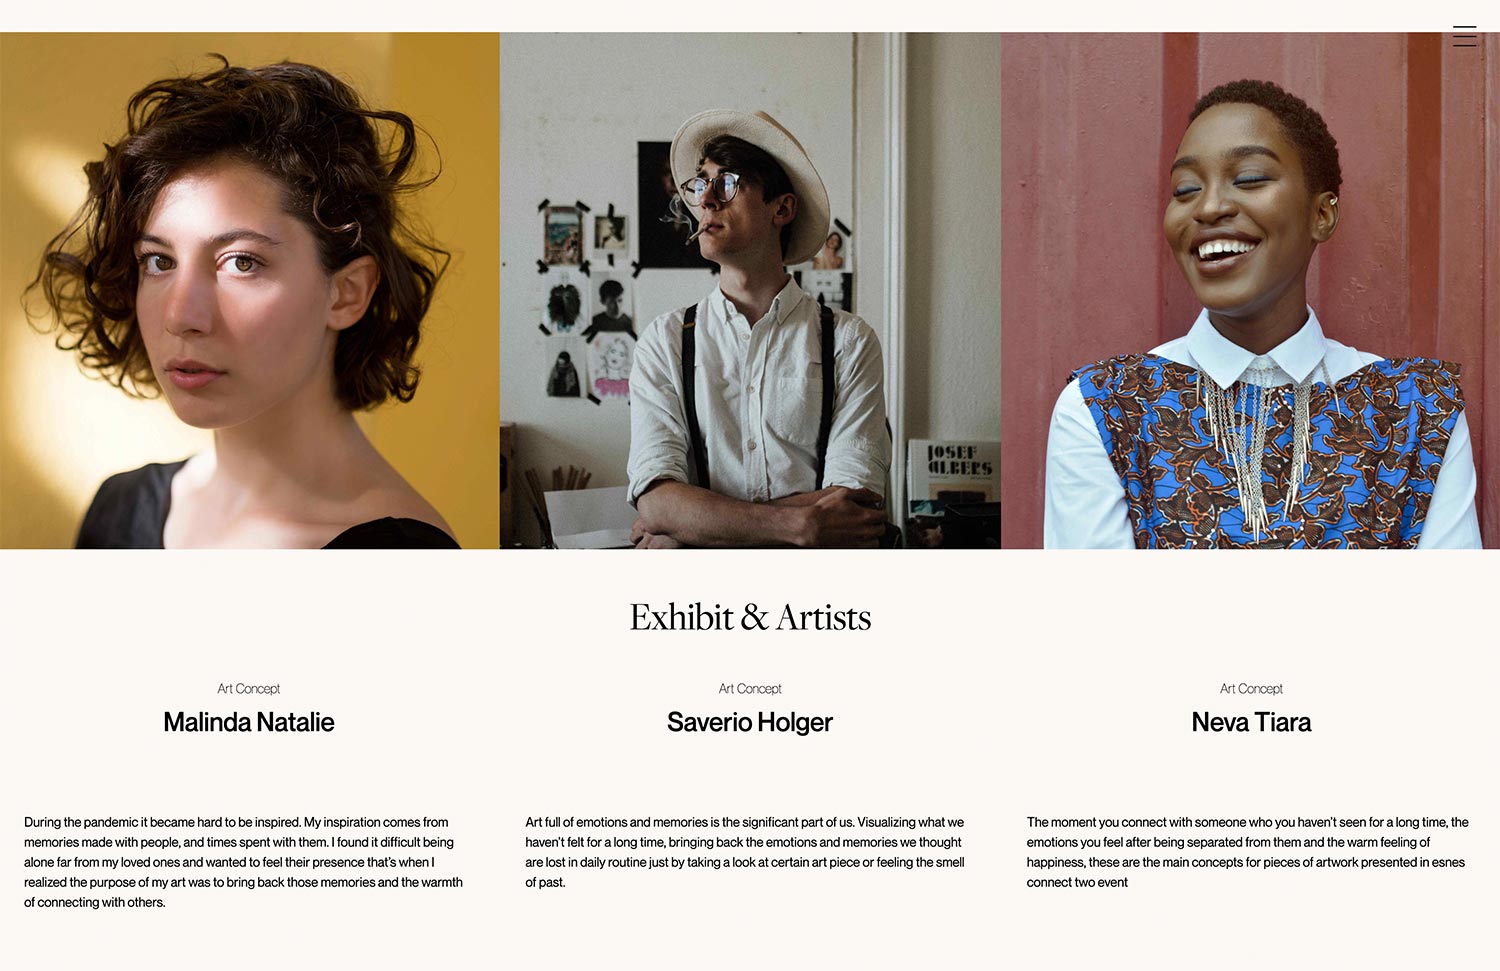 JOSEF
ALBERS
Exhibit & Artists
Art Concept
Malinda Natalie
During the pandemic it became hard to be inspired. My inspiration comes from
memories made with people, and times spent with them. I found it difficult being
alone far from my loved ones and wanted to feel their presence that’s when I
realized the purpose of my art was to bring back those memories and the warmth
of connecting with others.
Art Concept
Saverio Holger
Art full of emotions and memories is the significant part of us. Visualizing what we
haven’t felt for a long time, bringing back the emotions and memories we thought
are lost in daily routine just by taking a look at certain art piece or feeling the smell
of past.
Art Concept
Neva Tiara
The moment you connect with someone who you haven’t seen for a long time, the
emotions you feel after being separated from them and the warm feeling of
happiness, these are the main concepts for pieces of artwork presented in esnes
connect two event